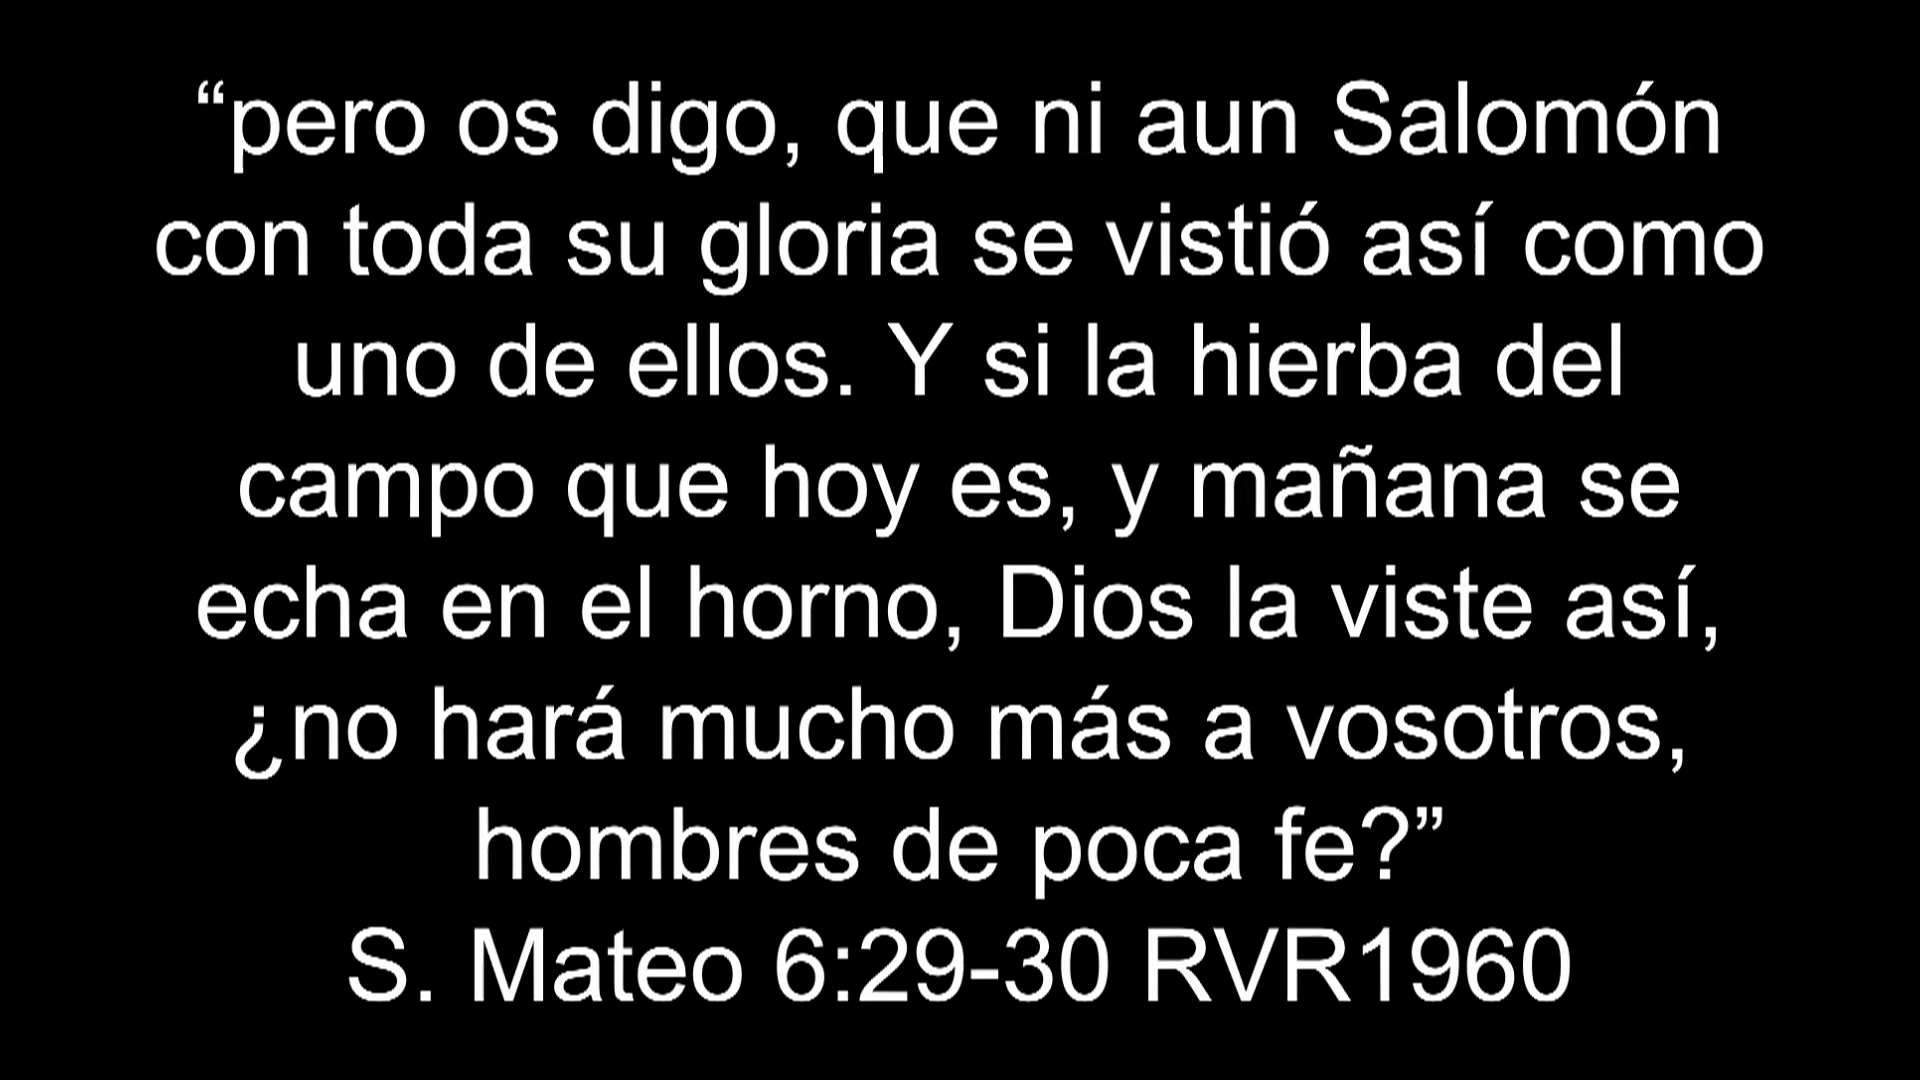 “pero os digo, que ni aun Salomón
con toda su gloria se vistió así como
uno de ellos. Y si la hierba del
campo que hoy es, y mañana se
echa en el horno, Dios la viste así,
¿no hará mucho más a vosotros,
hombres de poca fe?”
S. Mateo 6:29-30 RVR1960